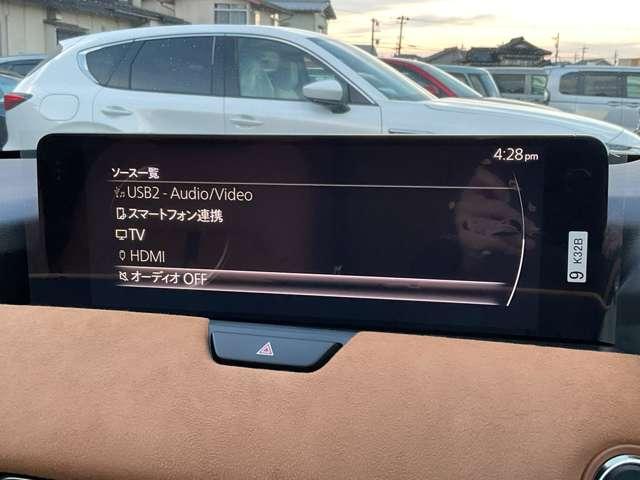 4:28pm
ソース一覧
USB2 - Audio/Video
スマートフォン連携
TV
HDMI
オーディオ OFF
9 K32B